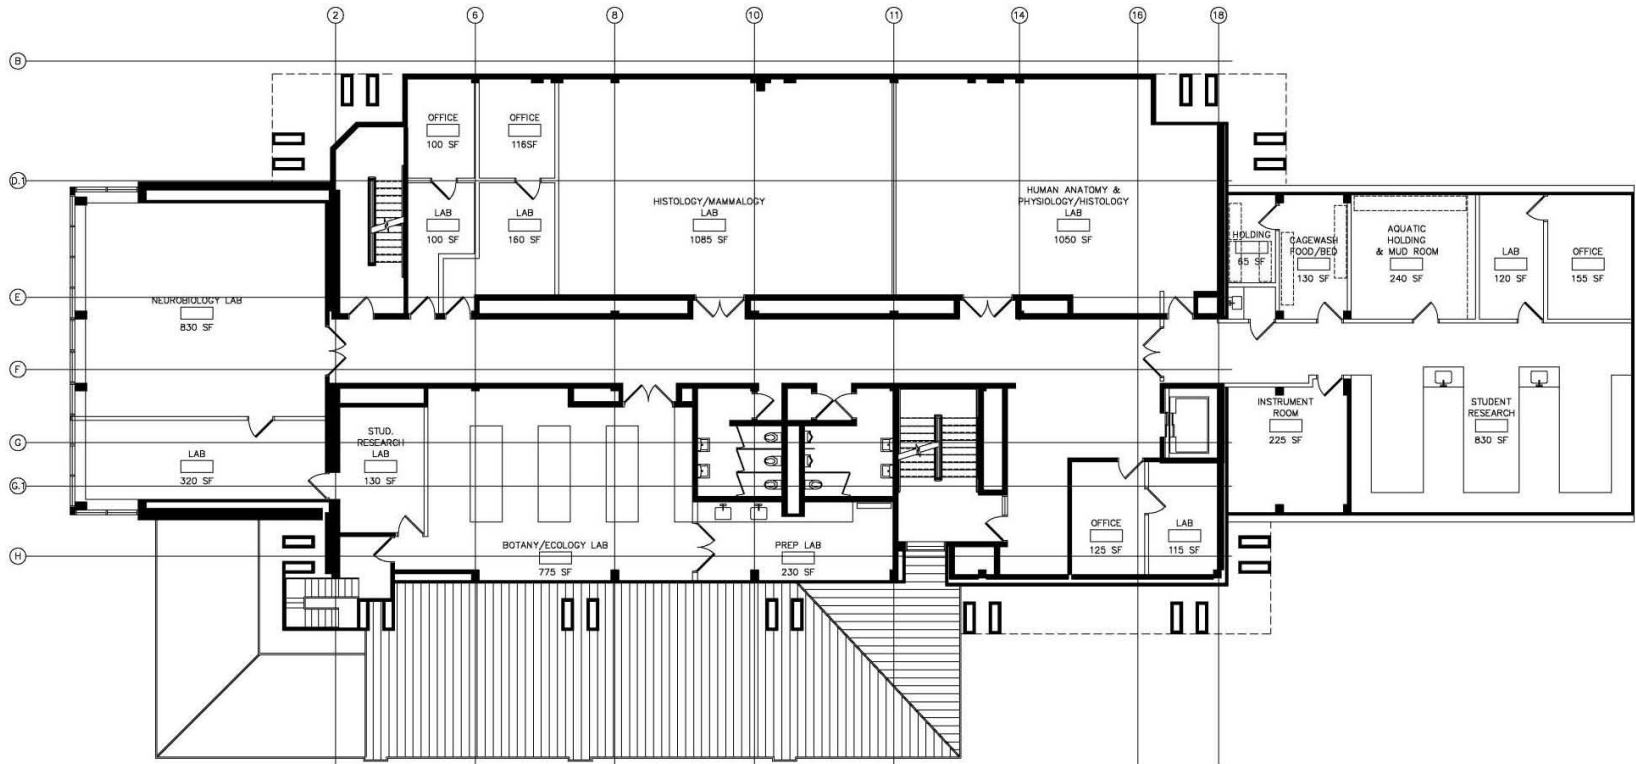 2
6
8
10
11
14
16
18
B
D.1
E
F
G
G.1
H
OFFICE
100 SF
OFFICE
116SF
LAB
100 SF
LAB
160 SF
HISTOLOGY/MAMMALOGY
LAB
1085 SF
HUMAN ANATOMY &
PHYSIOLOGY/HISTOLOGY
LAB
1050 SF
HOLDING
65 SF
CAGEWASH
FOOD/BED
130 SF
AQUATIC
HOLDING
& MUD ROOM
240 SF
LAB
120 SF
OFFICE
155 SF
NEUROBIOLOGY LAB
830 SF
LAB
320 SF
STUD.
RESEARCH
LAB
130 SF
BOTANY/ECOLOGY LAB
775 SF
PREP LAB
230 SF
OFFICE
125 SF
LAB
115 SF
INSTRUMENT
ROOM
225 SF
STUDENT
RESEARCH
830 SF